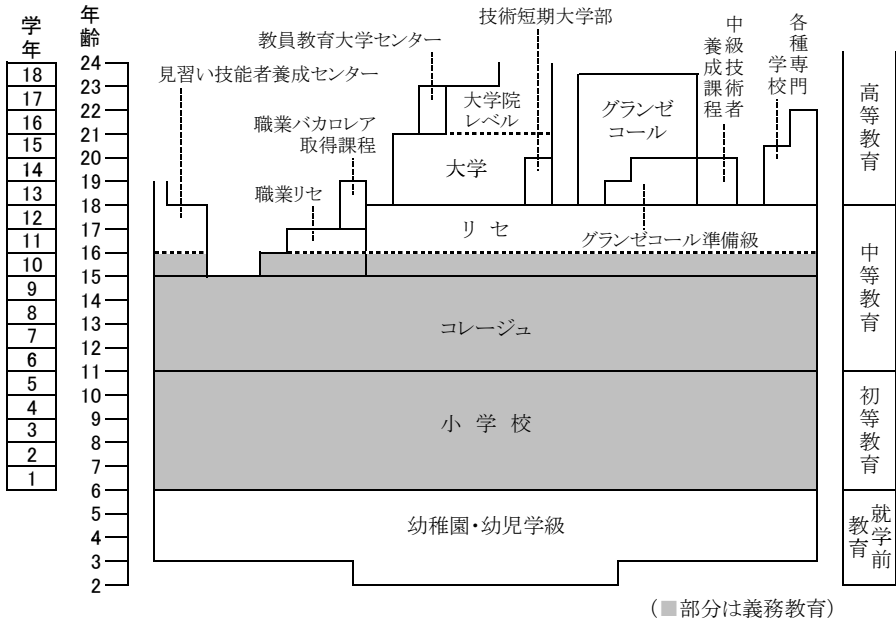 学年
年齢
18
17
16
15
14
13
12
11
10
9
8
7
6
5
4
3
2
1
24
23
22
21
20
19
18
17
16
15
14
13
12
11
10
9
8
7
6
5
4
3
2
見習い技能者養成センター
教員教育大学センター
技術短期大学部
職業バカロレア
取得課程
職業リセ
大学院
レベル
大学
グランゼ
コール
中級技術者
養成課程
各種専門
学校
リセ
グランゼコール準備級
コレージュ
小学校
幼稚園・幼児学級
高等教育
中等教育
初等教育
就学前
教育
(■部分は義務教育)